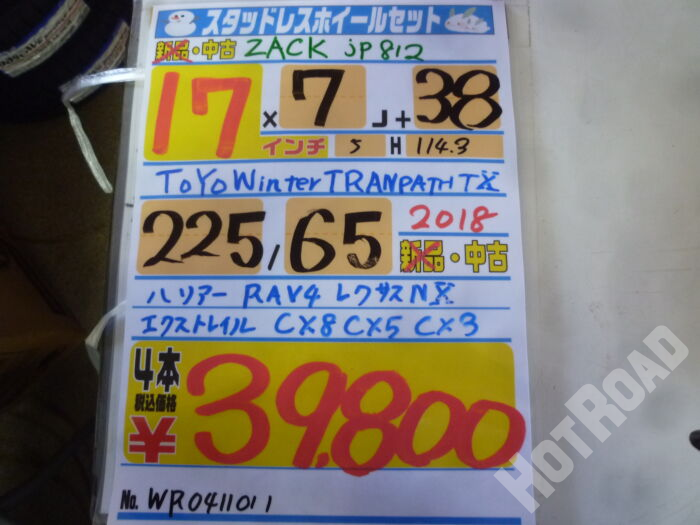 スタッドレスホイールセット
新品・中古 ZACK JP812
17 × 7 J + 38
インチ 5 H 114.3
TOYO Winter TRANPATH TX
225 / 65 2018
新品・中古
ハリアー RAV4 レクサスNX
エクストレイル CX8 CX5 CX3
4本
税込価格
¥39,800
No. WR0411011
HOTROAD